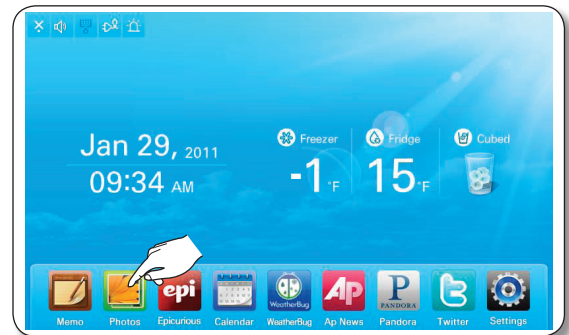 Freezer
Fridge
Cubed
Jan 29, 2011
09:34 AM
-1 °F
15 °F
epi
WeatherBug
AP
P
PANDORA
Memo
Photos
Epicurious
Calendar
WeatherBug
Ap News
Pandora
Twitter
Settings